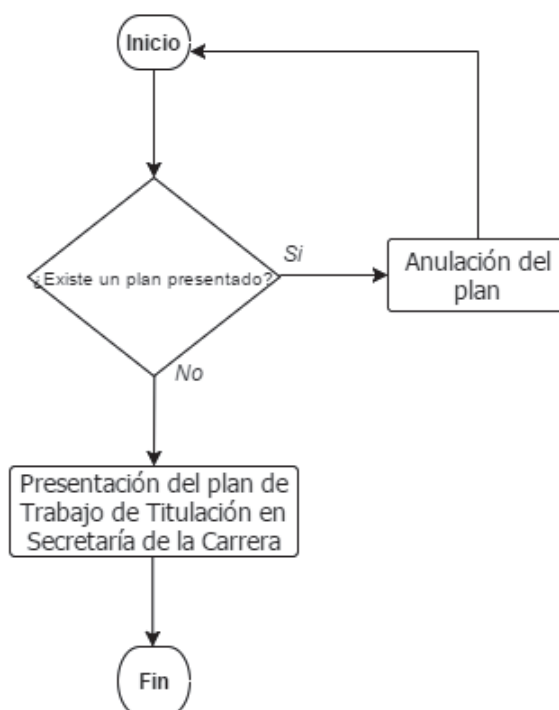 Inicio
¿Existe un plan presentado?
Si
Anulación del
plan
No
Presentación del plan de
Trabajo de Titulación en
Secretaría de la Carrera
Fin